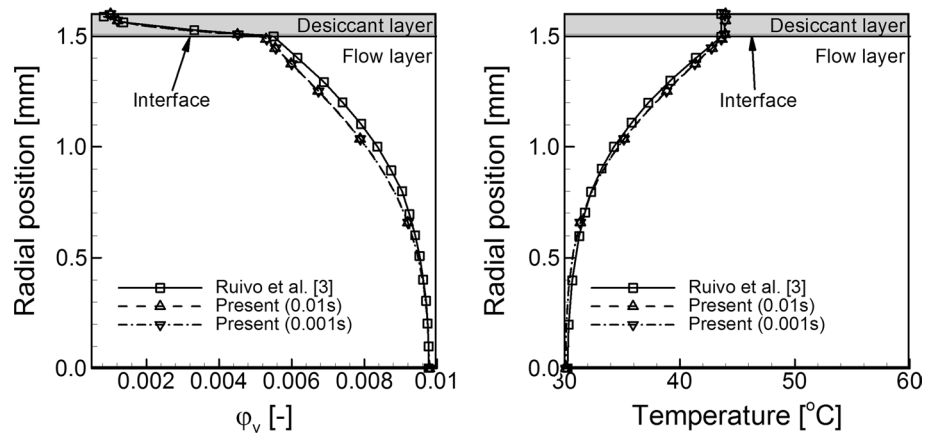 Desiccant layer
Flow layer
Interface
1.5
1.0
0.5
0.0
Radial position [mm]
Ruivo et al. [3]
Present (0.01s)
Present (0.001s)
0.002 0.004 0.006 0.008 0.01
φv [-]
Desiccant layer
Flow layer
Interface
1.5
1.0
0.5
0.0
Radial position [mm]
Ruivo et al. [3]
Present (0.01s)
Present (0.001s)
30 40 50 60
Temperature [°C]